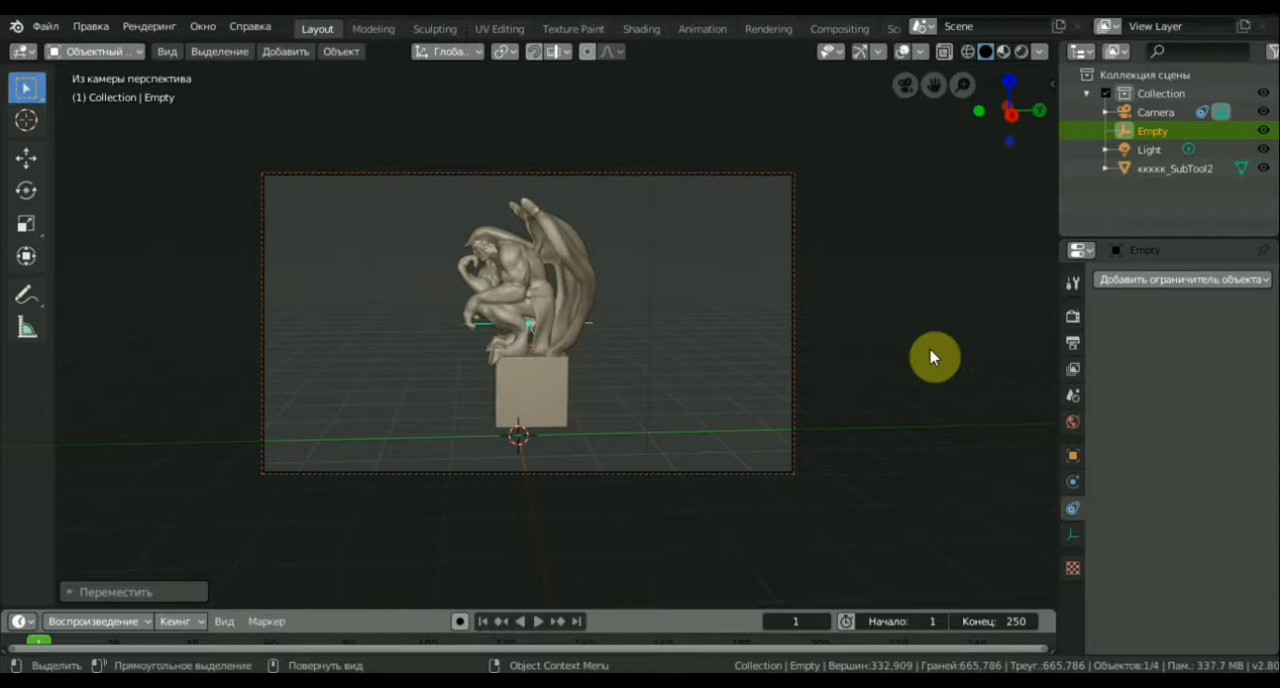 Файл Правка Рендеринг Окно Справка Layout Modeling Sculpting UV Editing Texture Paint Shading Animation Rendering Compositing Sc Scene View Layer
Объектный .. Вид Выделение Добавить Объект Глоба..
Из камеры перспектива
(1) Collection | Empty
Коллекция сцены
Collection
Camera
Empty
Light
ккккк_SubTool2
Empty
Добавить ограничитель объекта
Переместить
Воспроизведение Кеинг Вид Маркер 1 Начало: 1 Конец: 250
1
Выделить Прямоугольное выделение Повернуть вид Object Context Menu Collection | Empty | Вершин:332,909 | Граней:665,786 | Треуг.:665,786 | Объектов:1/4 | Пам.: 337.7 MB | v2.80